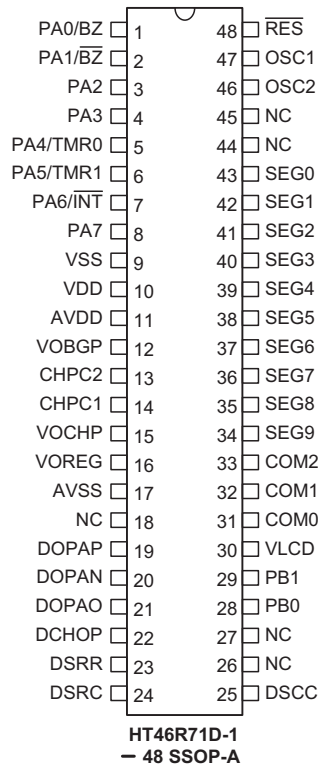 PA0/BZ 1 48 R̅E̅S̅
PA1/B̅Z̅ 2 47 OSC1
PA2 3 46 OSC2
PA3 4 45 NC
PA4/TMR0 5 44 NC
PA5/TMR1 6 43 SEG0
PA6/I̅N̅T̅ 7 42 SEG1
PA7 8 41 SEG2
VSS 9 40 SEG3
VDD 10 39 SEG4
AVDD 11 38 SEG5
VOBGP 12 37 SEG6
CHPC2 13 36 SEG7
CHPC1 14 35 SEG8
VOCHP 15 34 SEG9
VOREG 16 33 COM2
AVSS 17 32 COM1
NC 18 31 COM0
DOPAP 19 30 VLCD
DOPAN 20 29 PB1
DOPAO 21 28 PB0
DCHOP 22 27 NC
DSRR 23 26 NC
DSRC 24 25 DSCC
HT46R71D-1
– 48 SSOP-A